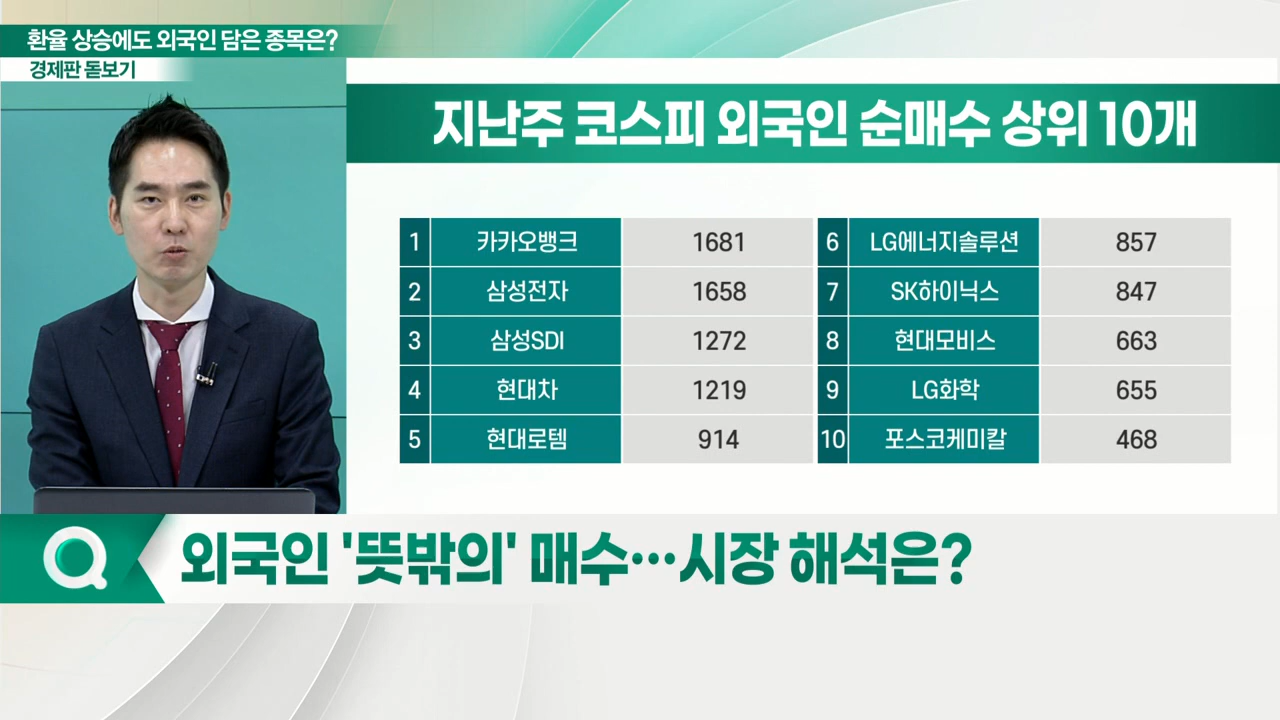 환율 상승에도 외국인 담은 종목은?
경제판 돋보기
지난주 코스피 외국인 순매수 상위 10개
1 카카오뱅크 1681 6 LG에너지솔루션 857
2 삼성전자 1658 7 SK하이닉스 847
3 삼성SDI 1272 8 현대모비스 663
4 현대차 1219 9 LG화학 655
5 현대로템 914 10 포스코케미칼 468
외국인 '뜻밖의' 매수…시장 해석은?